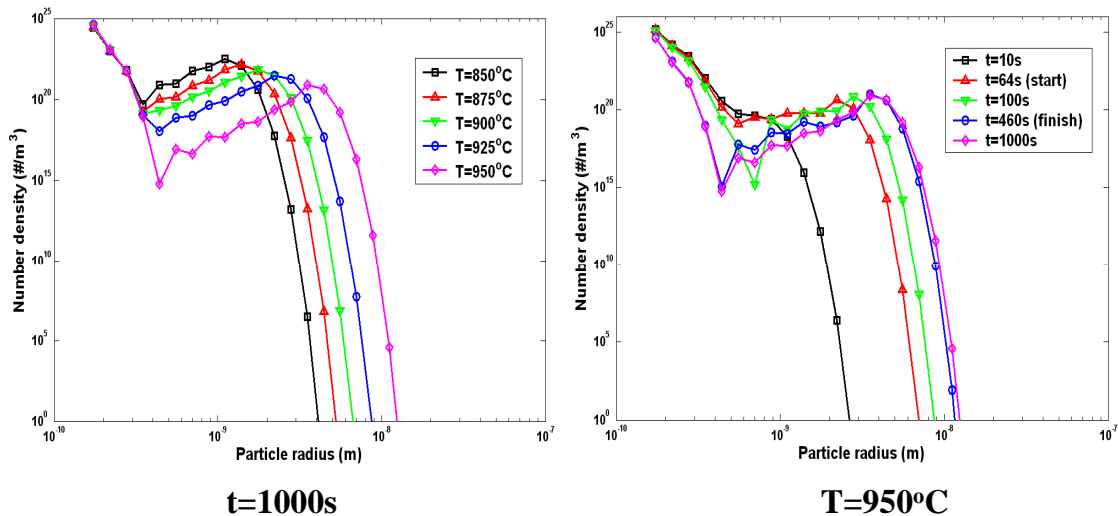 Number density (#/m^3)
10^25
10^20
10^15
10^10
10^5
10^0
10^-10
10^-9
10^-8
10^-7
Particle radius (m)
T=850°C
T=875°C
T=900°C
T=925°C
T=950°C
t=1000s
Number density (#/m^3)
10^25
10^20
10^15
10^10
10^5
10^0
10^-10
10^-9
10^-8
10^-7
Particle radius (m)
t=10s
t=64s (start)
t=100s
t=460s (finish)
t=1000s
T=950°C